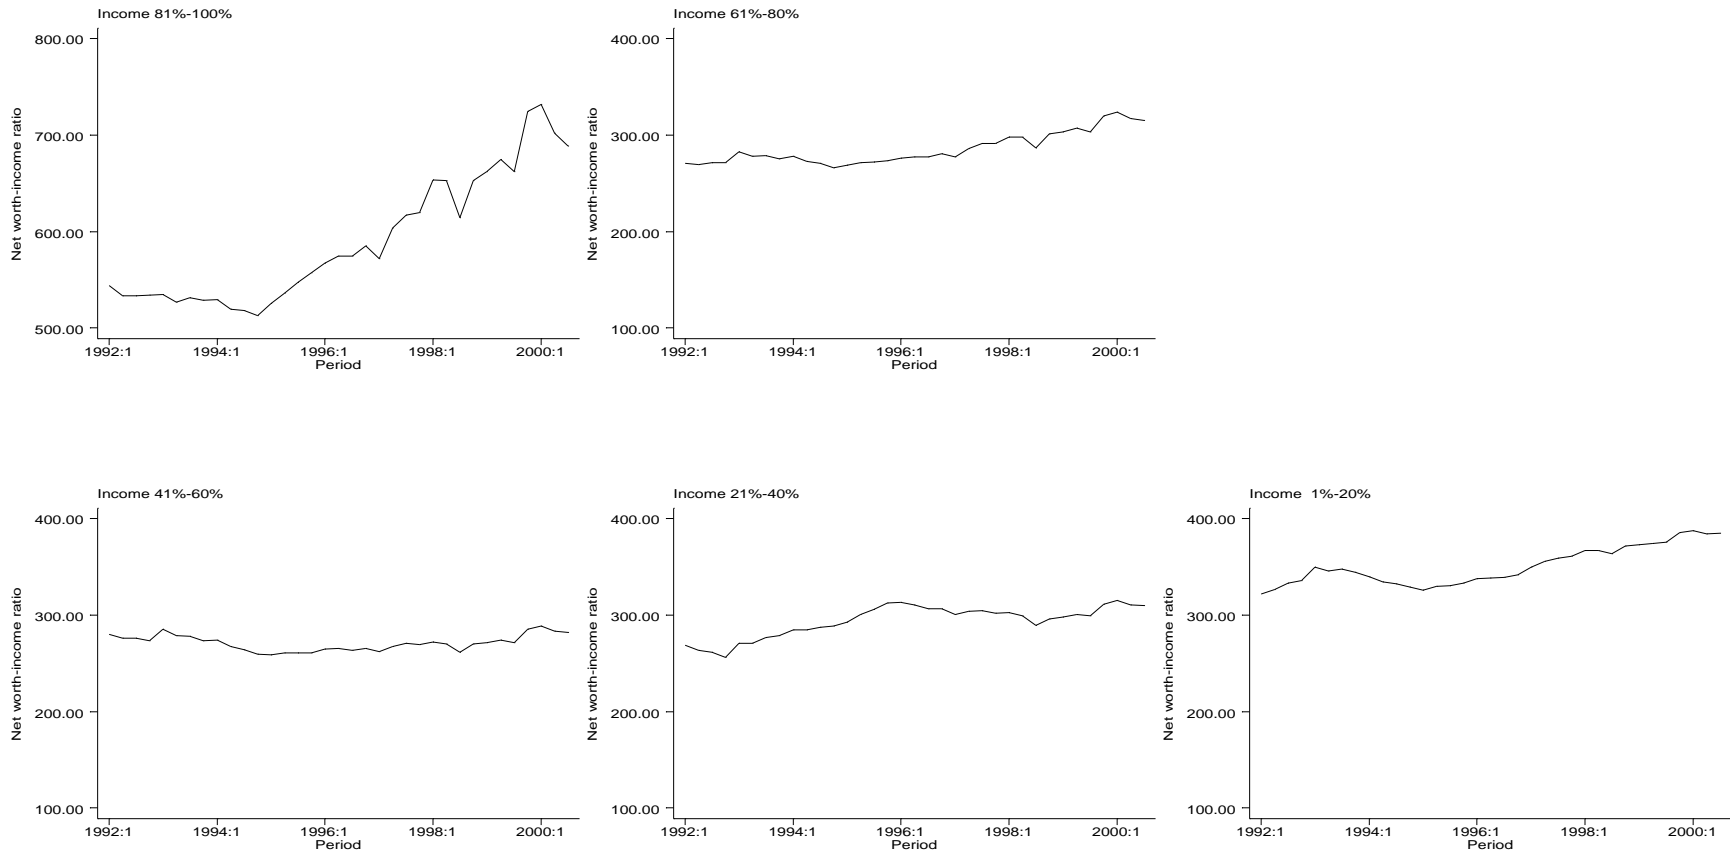 Income 81%-100%
800.00
700.00
600.00
500.00
Net worth-income ratio
1992:1 1994:1 1996:1 1998:1 2000:1
Period
Income 61%-80%
400.00
300.00
200.00
100.00
Net worth-income ratio
1992:1 1994:1 1996:1 1998:1 2000:1
Period
Income 41%-60%
400.00
300.00
200.00
100.00
Net worth-income ratio
1992:1 1994:1 1996:1 1998:1 2000:1
Period
Income 21%-40%
400.00
300.00
200.00
100.00
Net worth-income ratio
1992:1 1994:1 1996:1 1998:1 2000:1
Period
Income  1%-20%
400.00
300.00
200.00
100.00
Net worth-income ratio
1992:1 1994:1 1996:1 1998:1 2000:1
Period